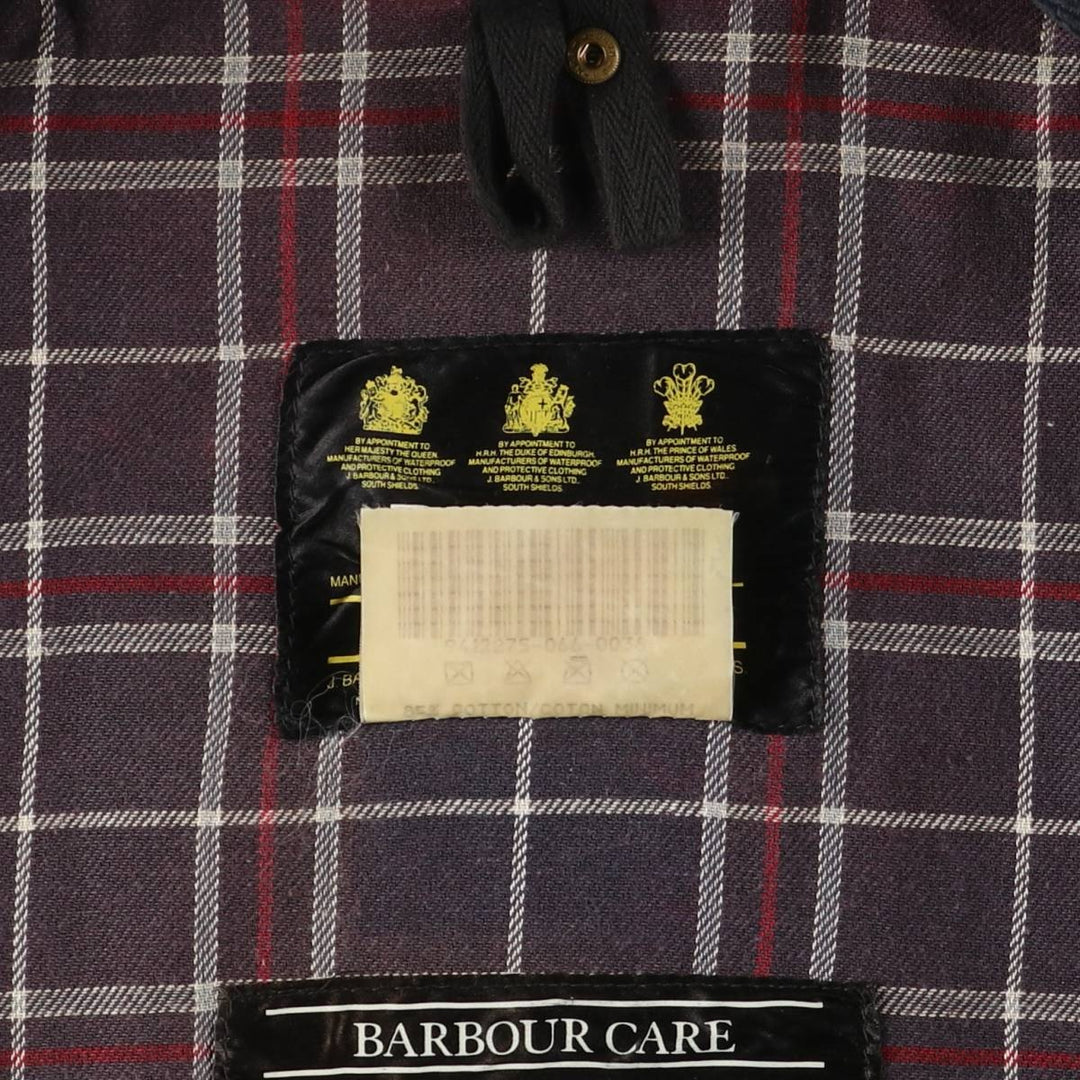 BY APPOINTMENT TO
HER MAJESTY THE QUEEN
MANUFACTURERS OF WATERPROOF
AND PROTECTIVE CLOTHING
J. BARBOUR & SONS LTD.,
SOUTH SHIELDS
BY APPOINTMENT TO
H.R.H. THE DUKE OF EDINBURGH,
MANUFACTURERS OF WATERPROOF
AND PROTECTIVE CLOTHING
J. BARBOUR & SONS LTD.,
SOUTH SHIELDS
BY APPOINTMENT TO
H.R.H. THE PRINCE OF WALES
MANUFACTURERS OF WATERPROOF
AND PROTECTIVE CLOTHING
J. BARBOUR & SONS LTD.,
SOUTH SHIELDS
MANU
J. BA
S.
COTTON/COTON MINIMUM
BARBOUR CARE